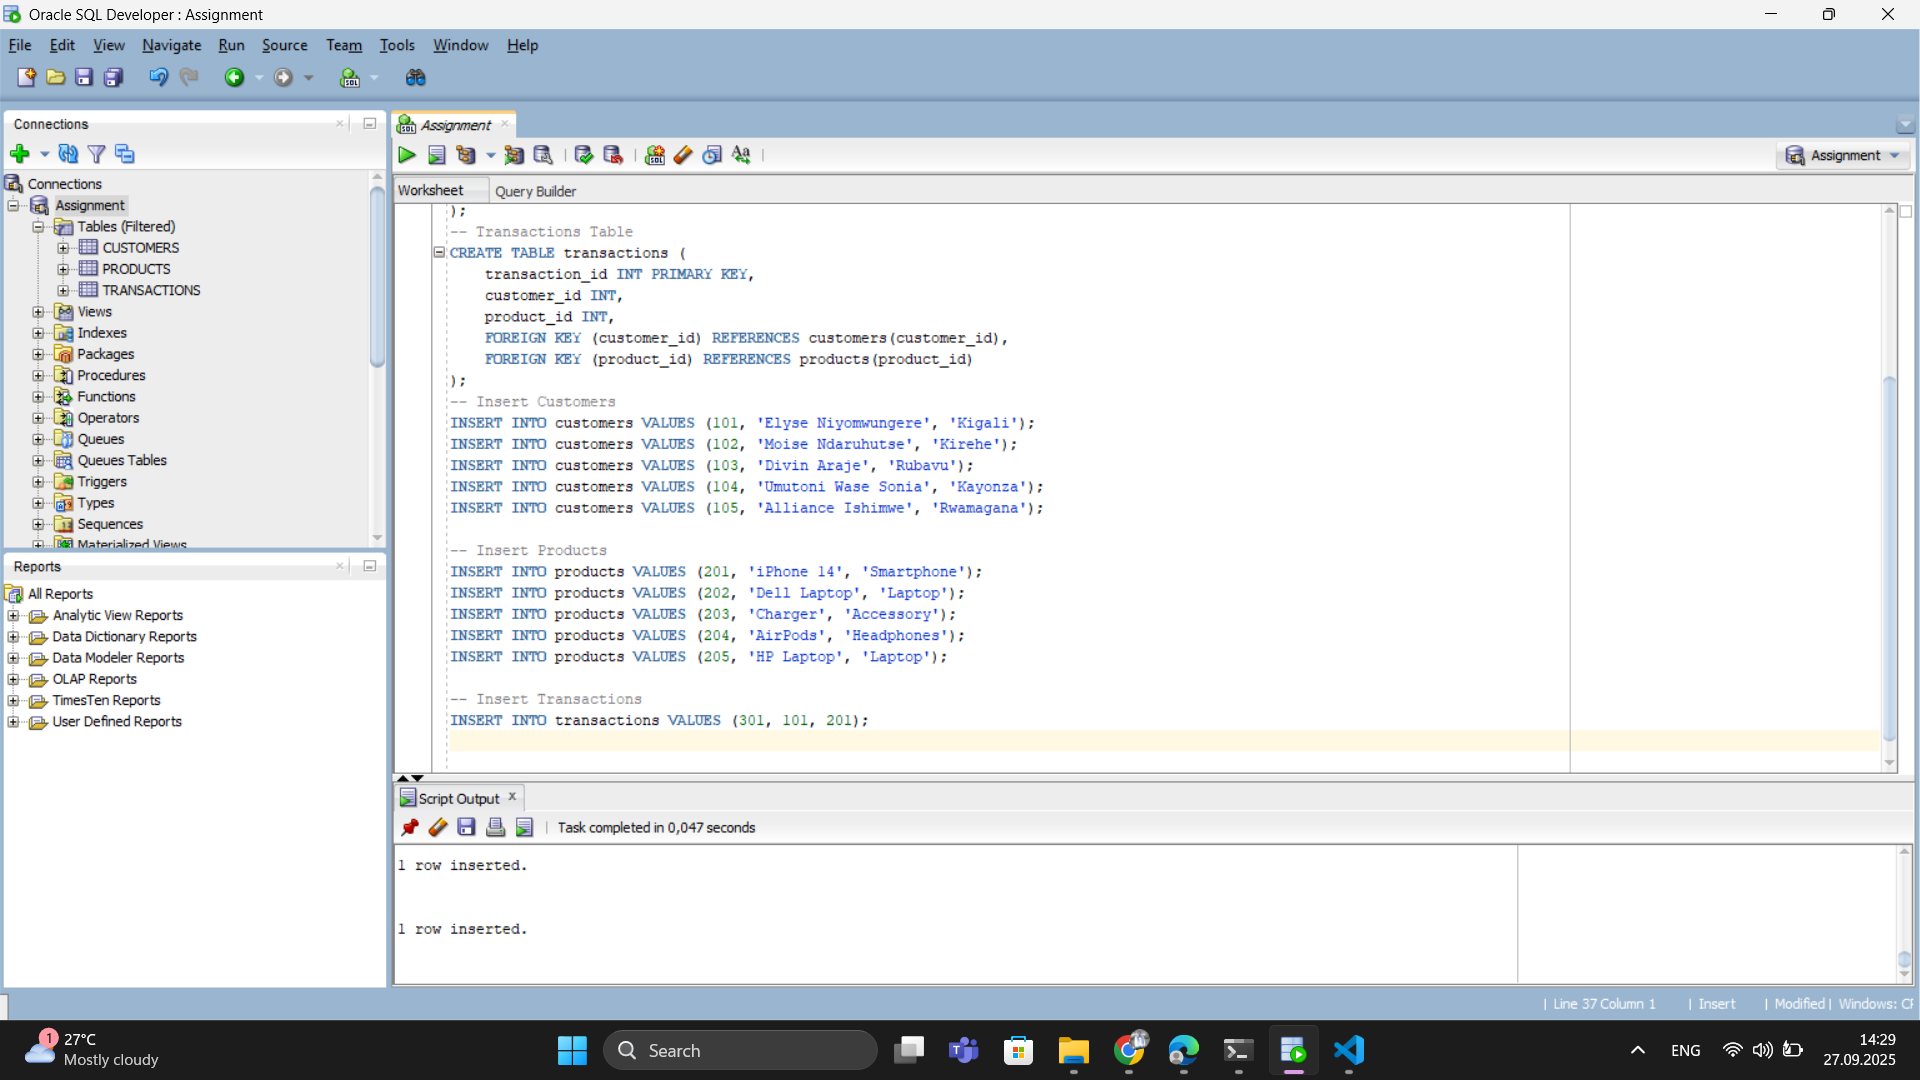 Oracle SQL Developer : Assignment
File Edit View Navigate Run Source Team Tools Window Help
Connections
Connections
Assignment
Tables (Filtered)
CUSTOMERS
PRODUCTS
TRANSACTIONS
Views
Indexes
Packages
Procedures
Functions
Operators
Queues
Queues Tables
Triggers
Types
Sequences
Materialized Views
Reports
All Reports
Analytic View Reports
Data Dictionary Reports
Data Modeler Reports
OLAP Reports
TimesTen Reports
User Defined Reports
Assignment
Assignment
Worksheet Query Builder
);
-- Transactions Table
CREATE TABLE transactions (
transaction_id INT PRIMARY KEY,
customer_id INT,
product_id INT,
FOREIGN KEY (customer_id) REFERENCES customers(customer_id),
FOREIGN KEY (product_id) REFERENCES products(product_id)
);
-- Insert Customers
INSERT INTO customers VALUES (101, 'Elyse Niyomwungere', 'Kigali');
INSERT INTO customers VALUES (102, 'Moise Ndaruhutse', 'Kirehe');
INSERT INTO customers VALUES (103, 'Divin Araje', 'Rubavu');
INSERT INTO customers VALUES (104, 'Umutoni Wase Sonia', 'Kayonza');
INSERT INTO customers VALUES (105, 'Alliance Ishimwe', 'Rwamagana');
-- Insert Products
INSERT INTO products VALUES (201, 'iPhone 14', 'Smartphone');
INSERT INTO products VALUES (202, 'Dell Laptop', 'Laptop');
INSERT INTO products VALUES (203, 'Charger', 'Accessory');
INSERT INTO products VALUES (204, 'AirPods', 'Headphones');
INSERT INTO products VALUES (205, 'HP Laptop', 'Laptop');
-- Insert Transactions
INSERT INTO transactions VALUES (301, 101, 201);
Script Output
Task completed in 0,047 seconds
1 row inserted.
1 row inserted.
Line 37 Column 1 | Insert | Modified | Windows: CF
1
27°C
Mostly cloudy
Search
ENG
14:29
27.09.2025